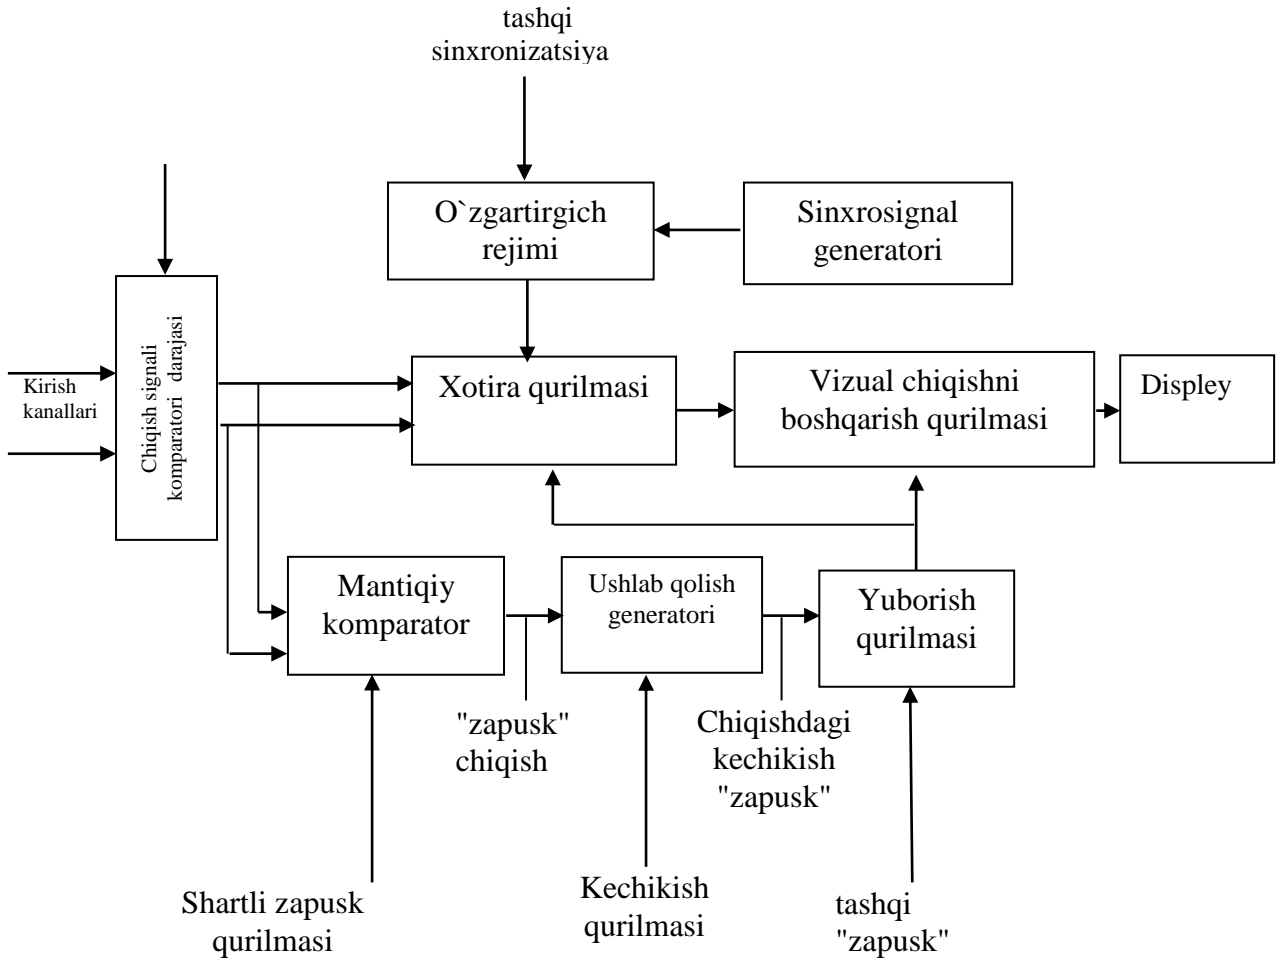 tashqi
sinxronizatsiya
O`zgartirgich
rejimi
Sinxrosignal
generatori
Kirish
kanallari
Chiqish signali
komparatori darajasi
Xotira qurilmasi
Vizual chiqishni
boshqarish qurilmasi
Displey
Mantiqiy
komparator
Ushlab qolish
generatori
Yuborish
qurilmasi
"zapusk"
chiqish
Chiqishdagi
kechikish
"zapusk"
Shartli zapusk
qurilmasi
Kechikish
qurilmasi
tashqi
"zapusk"